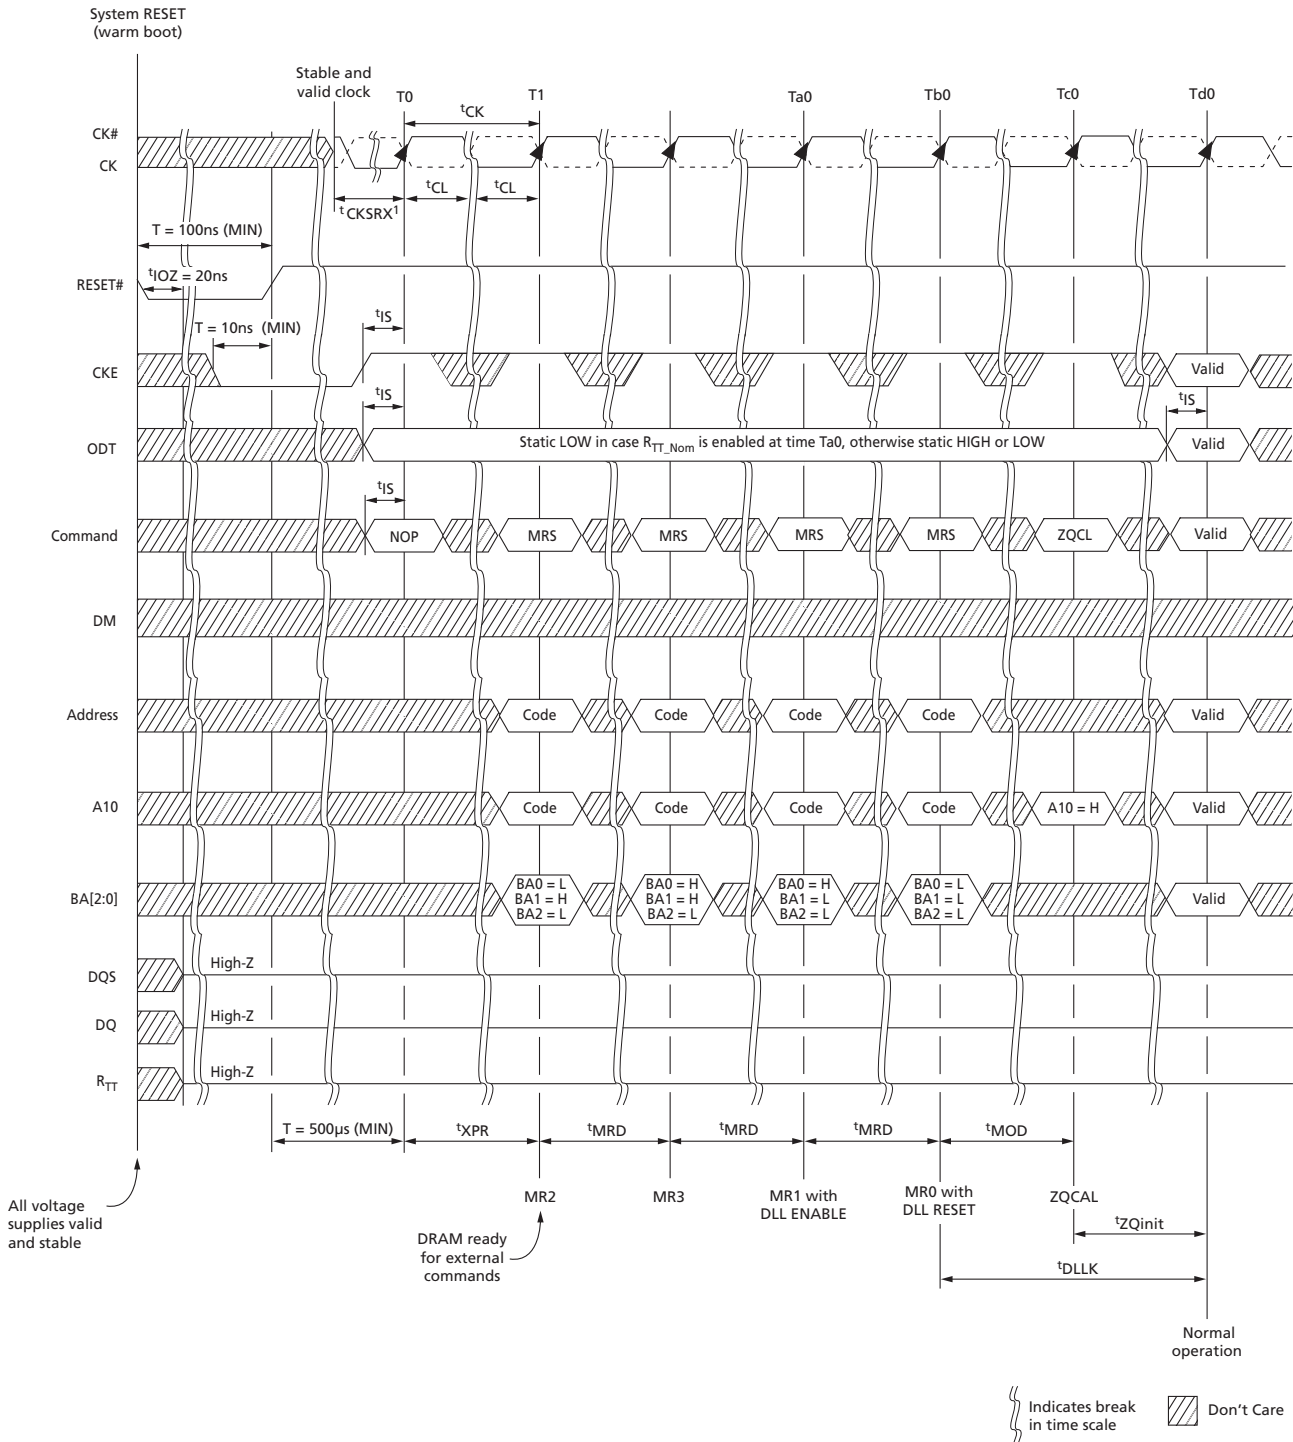 System RESET
(warm boot)
Stable and
valid clock
T0
T1
Ta0
Tb0
Tc0
Td0
tCK
CK#
CK
tCKSRX1
tCL
tCL
T = 100ns (MIN)
tIOZ = 20ns
RESET#
T = 10ns (MIN)
tIS
CKE
Valid
tIS
tIS
ODT
Static LOW in case RTT_Nom is enabled at time Ta0, otherwise static HIGH or LOW
Valid
tIS
Command
NOP
MRS
MRS
MRS
MRS
ZQCL
Valid
DM
Address
Code
Code
Code
Code
Valid
A10
Code
Code
Code
Code
A10 = H
Valid
BA[2:0]
BA0 = L
BA1 = H
BA2 = L
BA0 = H
BA1 = H
BA2 = L
BA0 = H
BA1 = L
BA2 = L
BA0 = L
BA1 = L
BA2 = L
Valid
DQS
High-Z
DQ
High-Z
RTT
High-Z
T = 500µs (MIN)
tXPR
tMRD
tMRD
tMRD
tMOD
All voltage
supplies valid
and stable
MR2
MR3
MR1 with
DLL ENABLE
MR0 with
DLL RESET
ZQCAL
tZQinit
DRAM ready
for external
commands
tDLLK
Normal
operation
Indicates break
in time scale
Don't Care